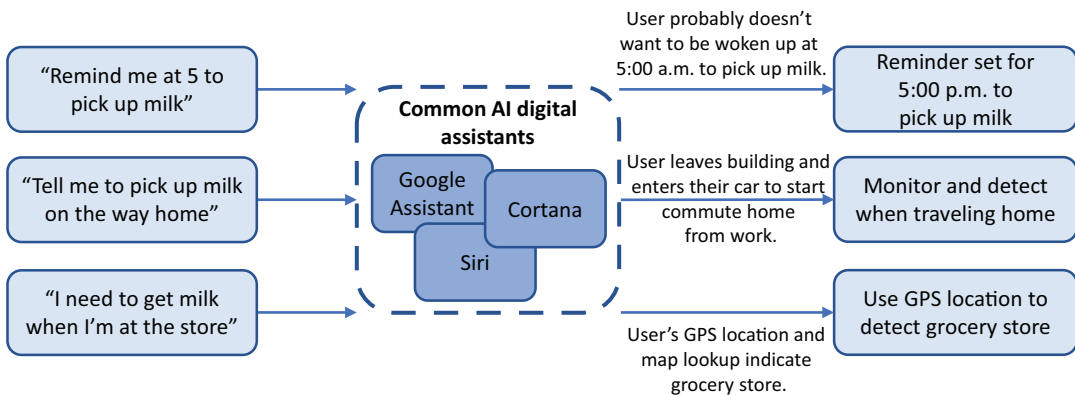 “Remind me at 5 to
pick up milk”
“Tell me to pick up milk
on the way home”
“I need to get milk
when I’m at the store”
Common AI digital
assistants
Google
Assistant
Cortana
Siri
User probably doesn’t
want to be woken up at
5:00 a.m. to pick up milk.
User leaves building and
enters their car to start
commute home
from work.
User’s GPS location and
map lookup indicate
grocery store.
Reminder set for
5:00 p.m. to
pick up milk
Monitor and detect
when traveling home
Use GPS location to
detect grocery store